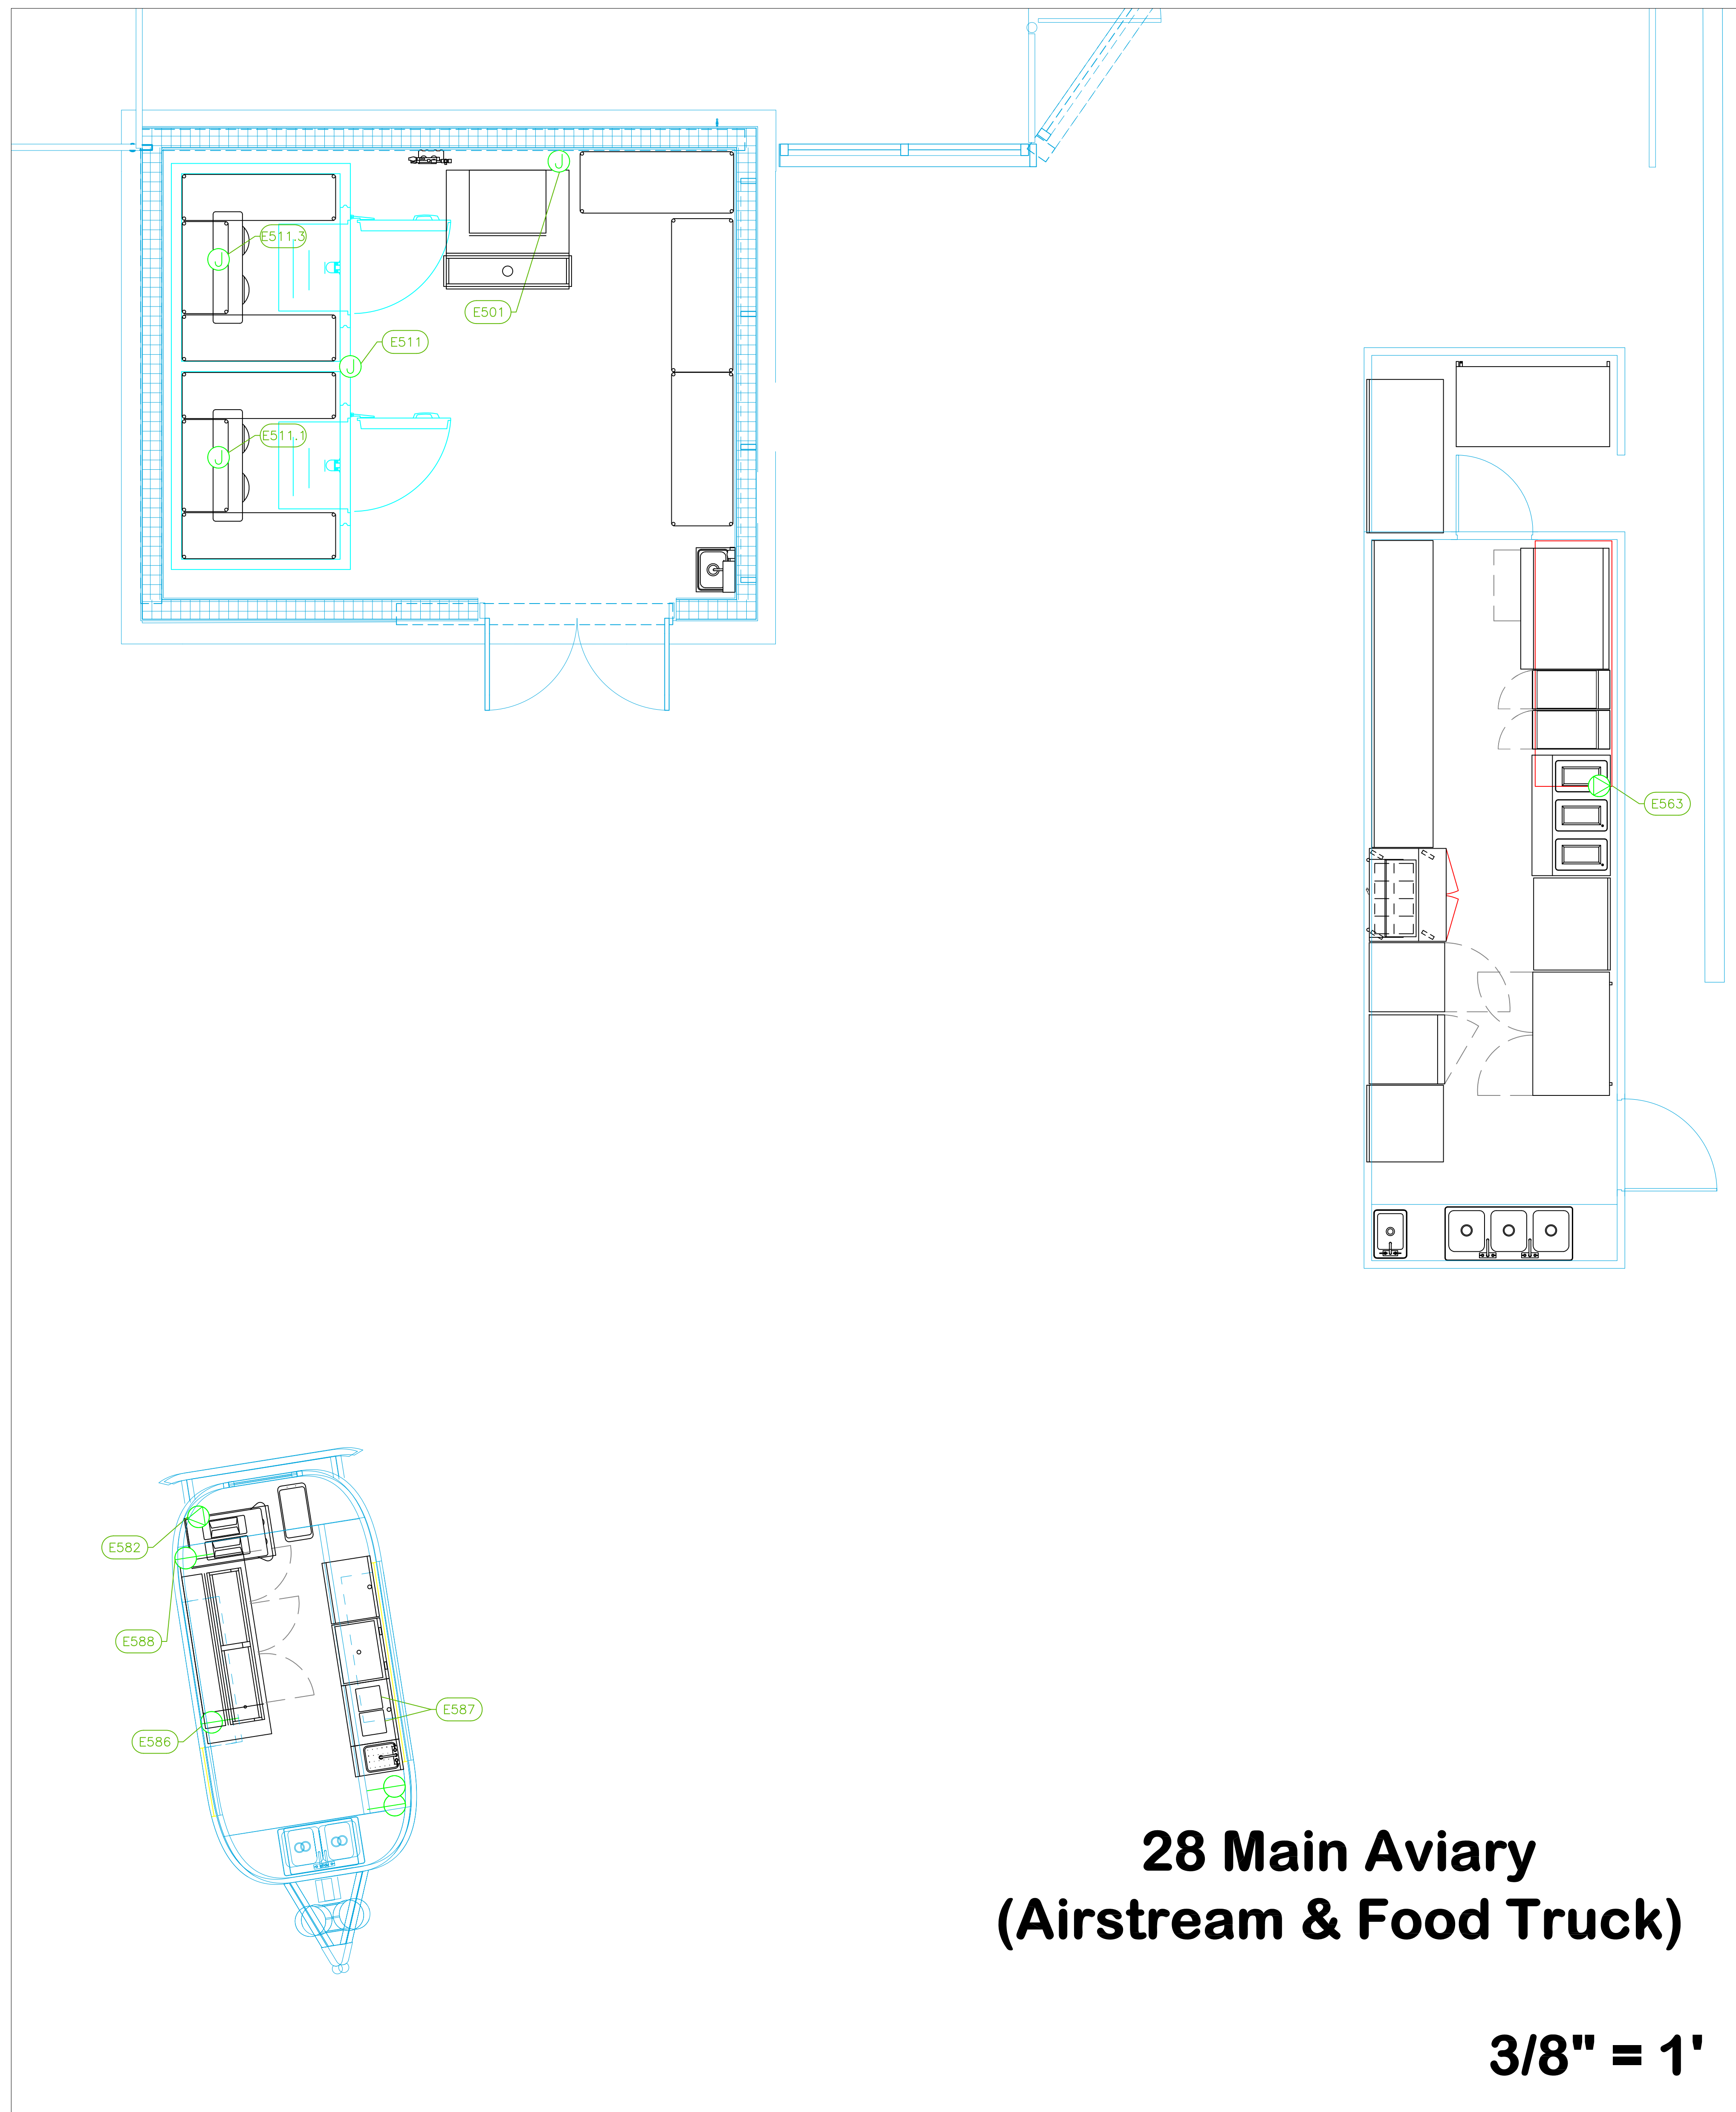 J
E511.3
J
E501
E511
J
E511.1
J
E563
E582
E588
E587
E586
28 Main Aviary
(Airstream & Food Truck)
3/8" = 1'